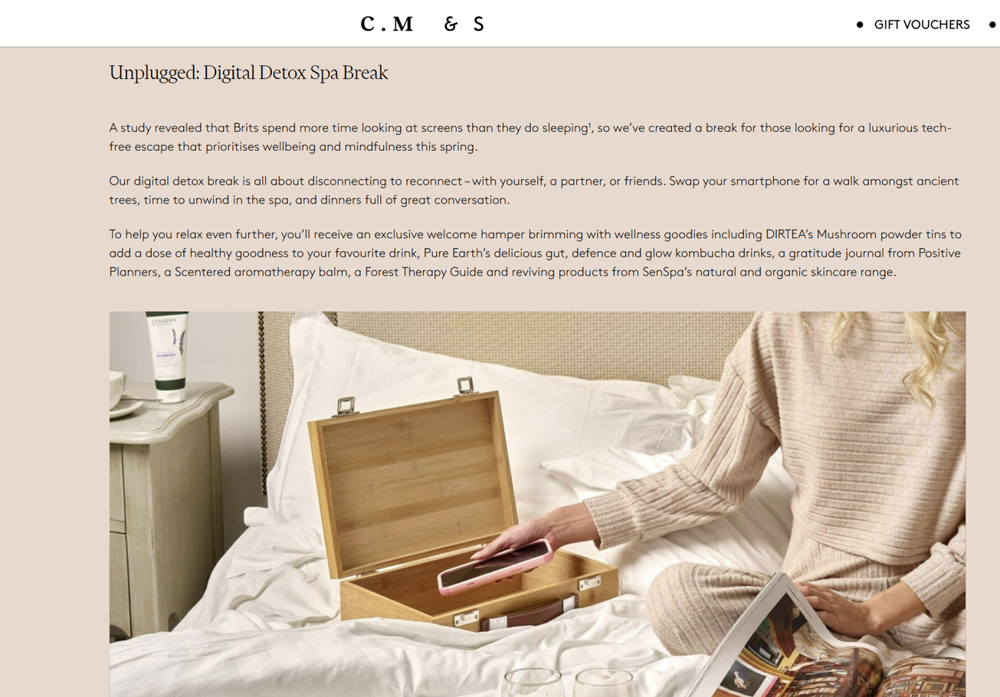 C.M & S
GIFT VOUCHERS
Unplugged: Digital Detox Spa Break
A study revealed that Brits spend more time looking at screens than they do sleeping¹, so we’ve created a break for those looking for a luxurious tech-
free escape that prioritises wellbeing and mindfulness this spring.
Our digital detox break is all about disconnecting to reconnect – with yourself, a partner, or friends. Swap your smartphone for a walk amongst ancient
trees, time to unwind in the spa, and dinners full of great conversation.
To help you relax even further, you’ll receive an exclusive welcome hamper brimming with wellness goodies including DIRTEA’s Mushroom powder tins to
add a dose of healthy goodness to your favourite drink, Pure Earth’s delicious gut, defence and glow kombucha drinks, a gratitude journal from Positive
Planners, a Scentered aromatherapy balm, a Forest Therapy Guide and reviving products from SenSpa’s natural and organic skincare range.
SENSPA